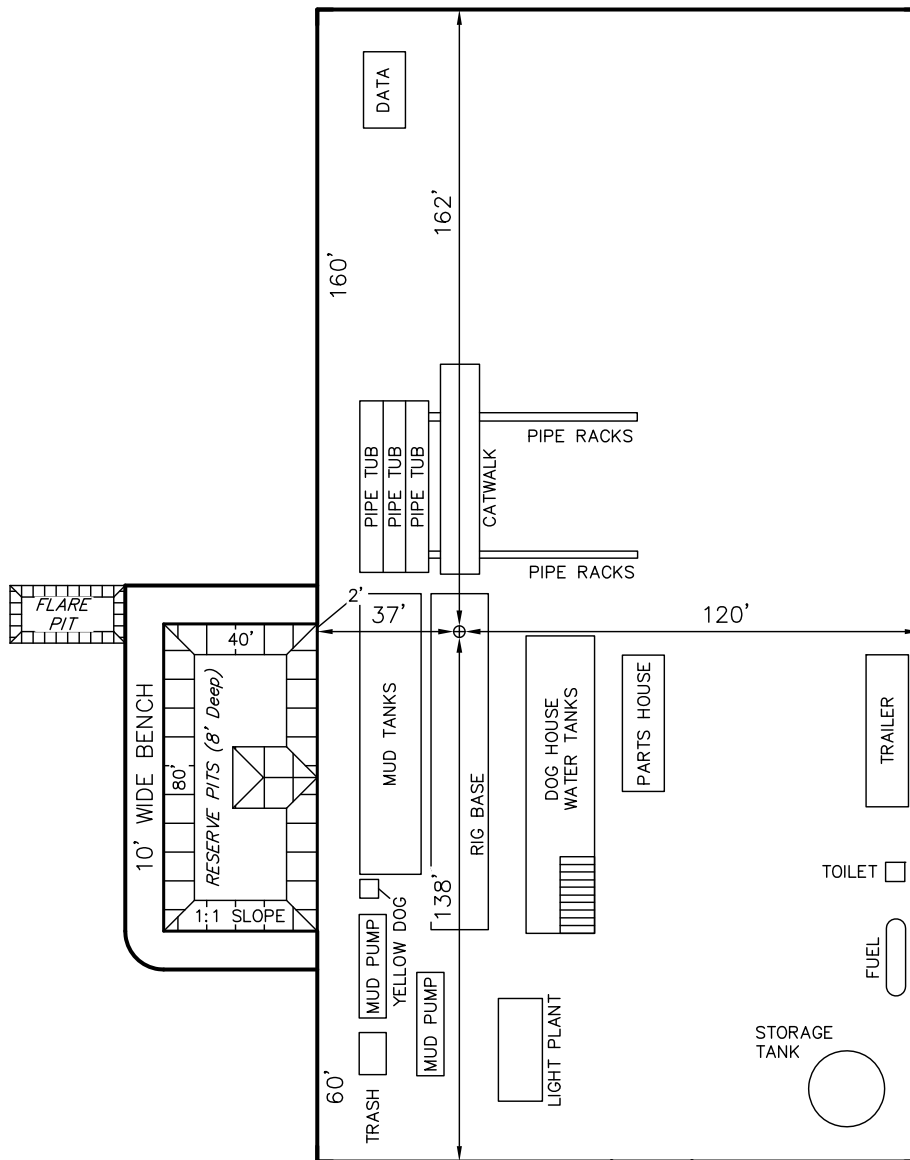 DATA
162'
160'
PIPE TUB
PIPE TUB
PIPE TUB
CATWALK
PIPE RACKS
PIPE RACKS
FLARE
PIT
2'
37'
120'
40'
10' WIDE BENCH
80'
RESERVE PITS (8' Deep)
1:1 SLOPE
MUD TANKS
RIG BASE
138'
DOG HOUSE
WATER TANKS
PARTS HOUSE
TRAILER
TOILET
YELLOW DOG
MUD PUMP
MUD PUMP
FUEL
LIGHT PLANT
STORAGE
TANK
60'
TRASH